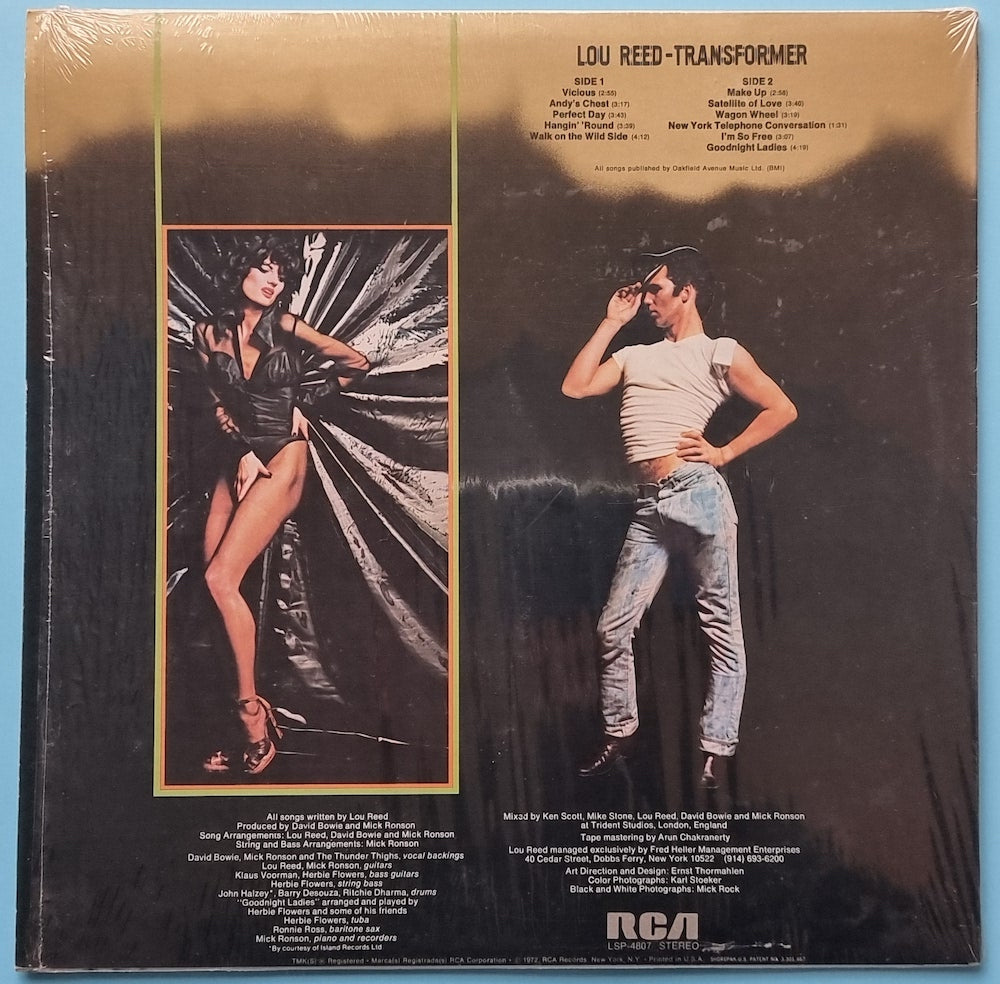 LOU REED-TRANSFORMER
SIDE 1
Vicious (2:55)
Andy's Chest (3:17)
Perfect Day (3:43)
Hangin' 'Round (3:39)
Walk on the Wild Side (4:12)
SIDE 2
Make Up (2:58)
Satellite of Love (3:40)
Wagon Wheel (3:19)
New York Telephone Conversation (1:31)
I'm So Free (3:07)
Goodnight Ladies (4:19)
All songs published by Oakfield Avenue Music Ltd. (BMI)
All songs written by Lou Reed
Produced by David Bowie and Mick Ronson
Song Arrangements: Lou Reed, David Bowie and Mick Ronson
String and Bass Arrangements: Mick Ronson
David Bowie, Mick Ronson and The Thunder Thighs, vocal backings
Lou Reed, Mick Ronson, guitars
Klaus Voorman, Herbie Flowers, bass guitars
Herbie Flowers, string bass
John Halzey*, Barry Desouza, Ritchie Dharma, drums
"Goodnight Ladies" arranged and played by
Herbie Flowers and some of his friends
Herbie Flowers, tuba
Ronnie Ross, baritone sax
Mick Ronson, piano and recorders
*By courtesy of Island Records Ltd
Mixed by Ken Scott, Mike Stone, Lou Reed, David Bowie and Mick Ronson
at Trident Studios, London, England
Tape mastering by Arun Chakraverty
Lou Reed managed exclusively by Fred Heller Management Enterprises
40 Cedar Street, Dobbs Ferry, New York 10522 (914) 693-6200
Art Direction and Design: Ernst Thormahlen
Color Photographs: Karl Stoeker
Black and White Photographs: Mick Rock
RCA
LSP-4807 STEREO
TMK(S) ® Registered • Marca(s) Registrada(s) RCA Corporation • © 1972, RCA Records, New York, N.Y. • Printed in U.S.A. SHOREPAK-U.S. PATENT No.